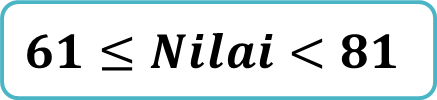 61 ≤ Nilai < 81